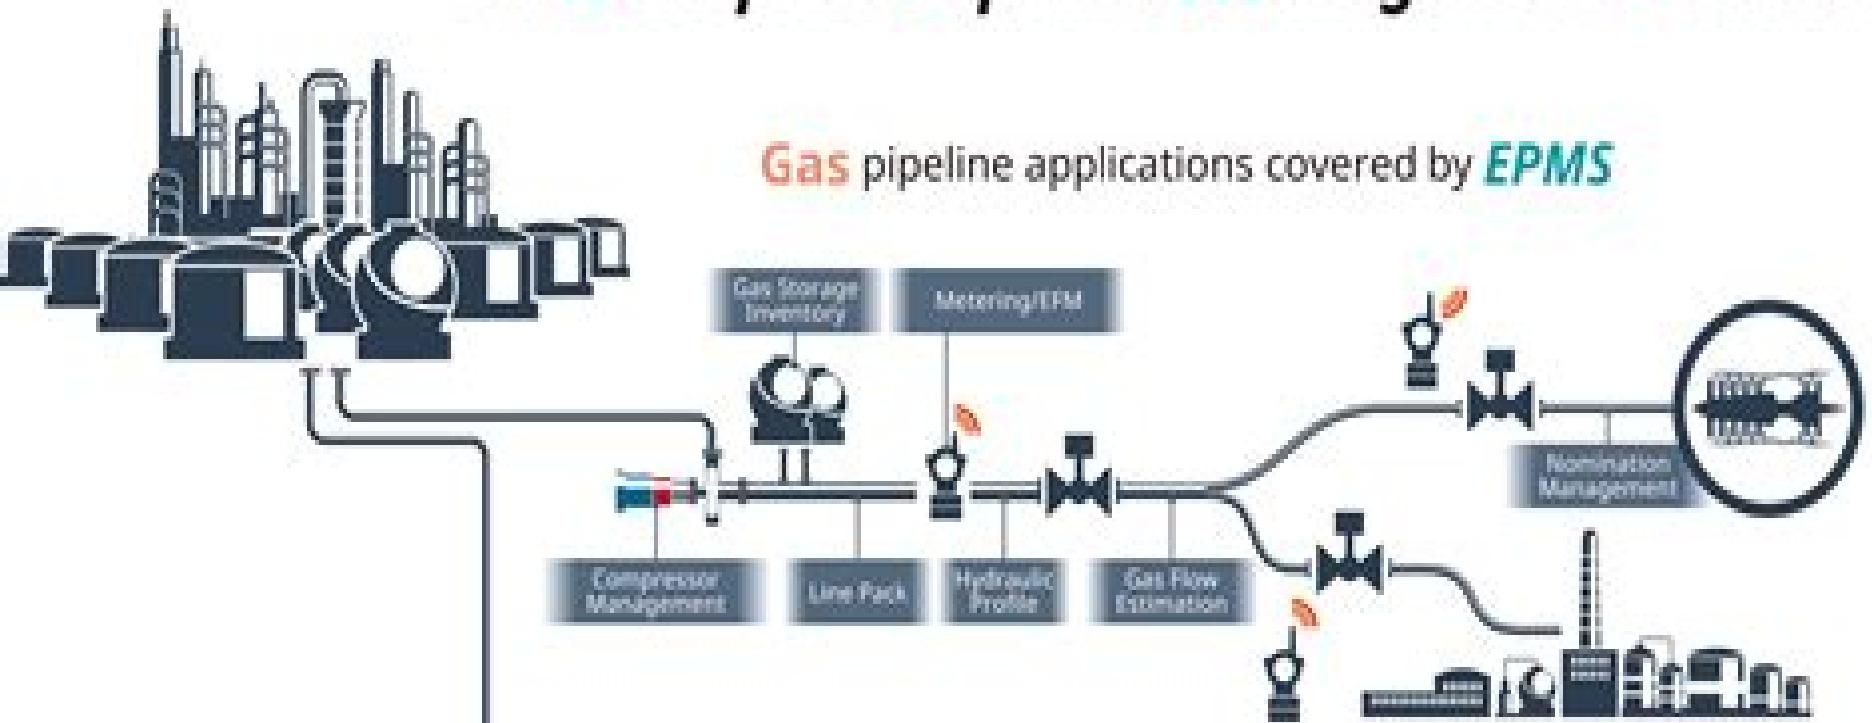 Gas pipeline applications covered by EPMS
Gas Storage
Inventory
Metering/EFM
Nomination
Management
Compressor
Management
Line Pack
Hydraulic
Profile
Gas Flow
Estimation